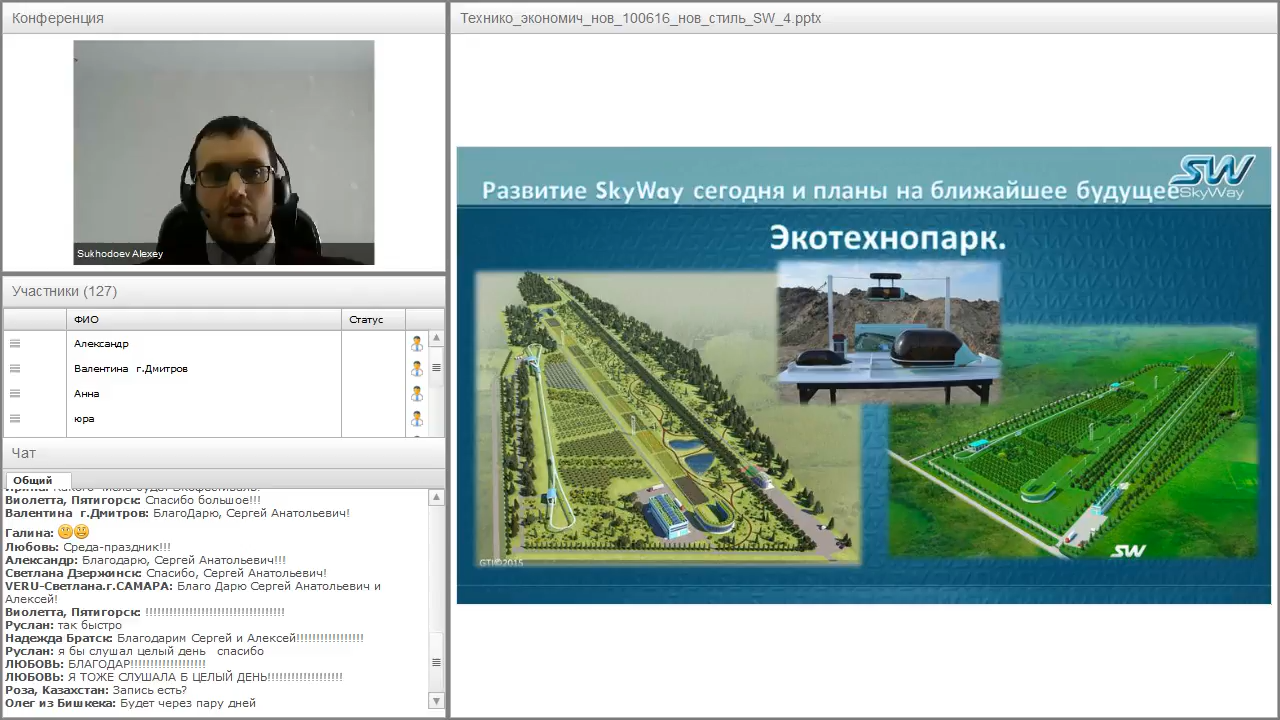 Конференция
Sukhodoev Alexey
Участники (127)
ФИО
Статус
Александр
Валентина г.Дмитров
Анна
юра
Чат
Общий
Виолетта, Пятигорск: Спасибо большое!!!
Валентина г.Дмитров: БлагоДарю, Сергей Анатольевич!
Галина:
Любовь: Среда-праздник!!!
Александр: Благодарю, Сергей Анатольевич!!!
Светлана Дзержинск: Спасибо, Сергей Анатольевич!
VERU-Светлана.г.САМАРА: Благо Дарю Сергей Анатольевич и
Алексей!
Виолетта, Пятигорск: !!!!!!!!!!!!!!!!!!!!!!!!!!!!!!!!!!!
Руслан: так быстро
Надежда Братск: Благодарим Сергей и Алексей!!!!!!!!!!!!!!!!!
Руслан: я бы слушал целый день спасибо
ЛЮБОВЬ: БЛАГОДАР!!!!!!!!!!!!!!!!!!!
ЛЮБОВЬ: Я ТОЖЕ СЛУШАЛА Б ЦЕЛЫЙ ДЕНЬ!!!!!!!!!!!!!!!!!!!
Роза, Казахстан: Запись есть?
Олег из Бишкека: Будет через пару дней
Технико_экономич_нов_100616_нов_стиль_SW_4.pptx
SW
SkyWay
Развитие SkyWay сегодня и планы на ближайшее будущее
Экотехнопарк.
GTI©2015
SW